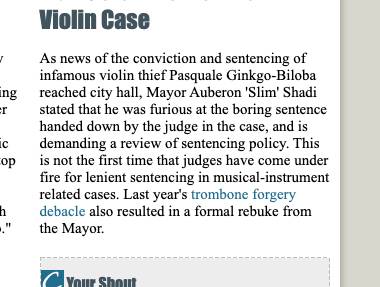 Violin Case
As news of the conviction and sentencing of
infamous violin thief Pasquale Ginkgo-Biloba
reached city hall, Mayor Auberon 'Slim' Shadi
stated that he was furious at the boring sentence
handed down by the judge in the case, and is
demanding a review of sentencing policy. This
is not the first time that judges have come under
fire for lenient sentencing in musical-instrument
related cases. Last year's trombone forgery
debacle also resulted in a formal rebuke from
the Mayor.
Your Shout